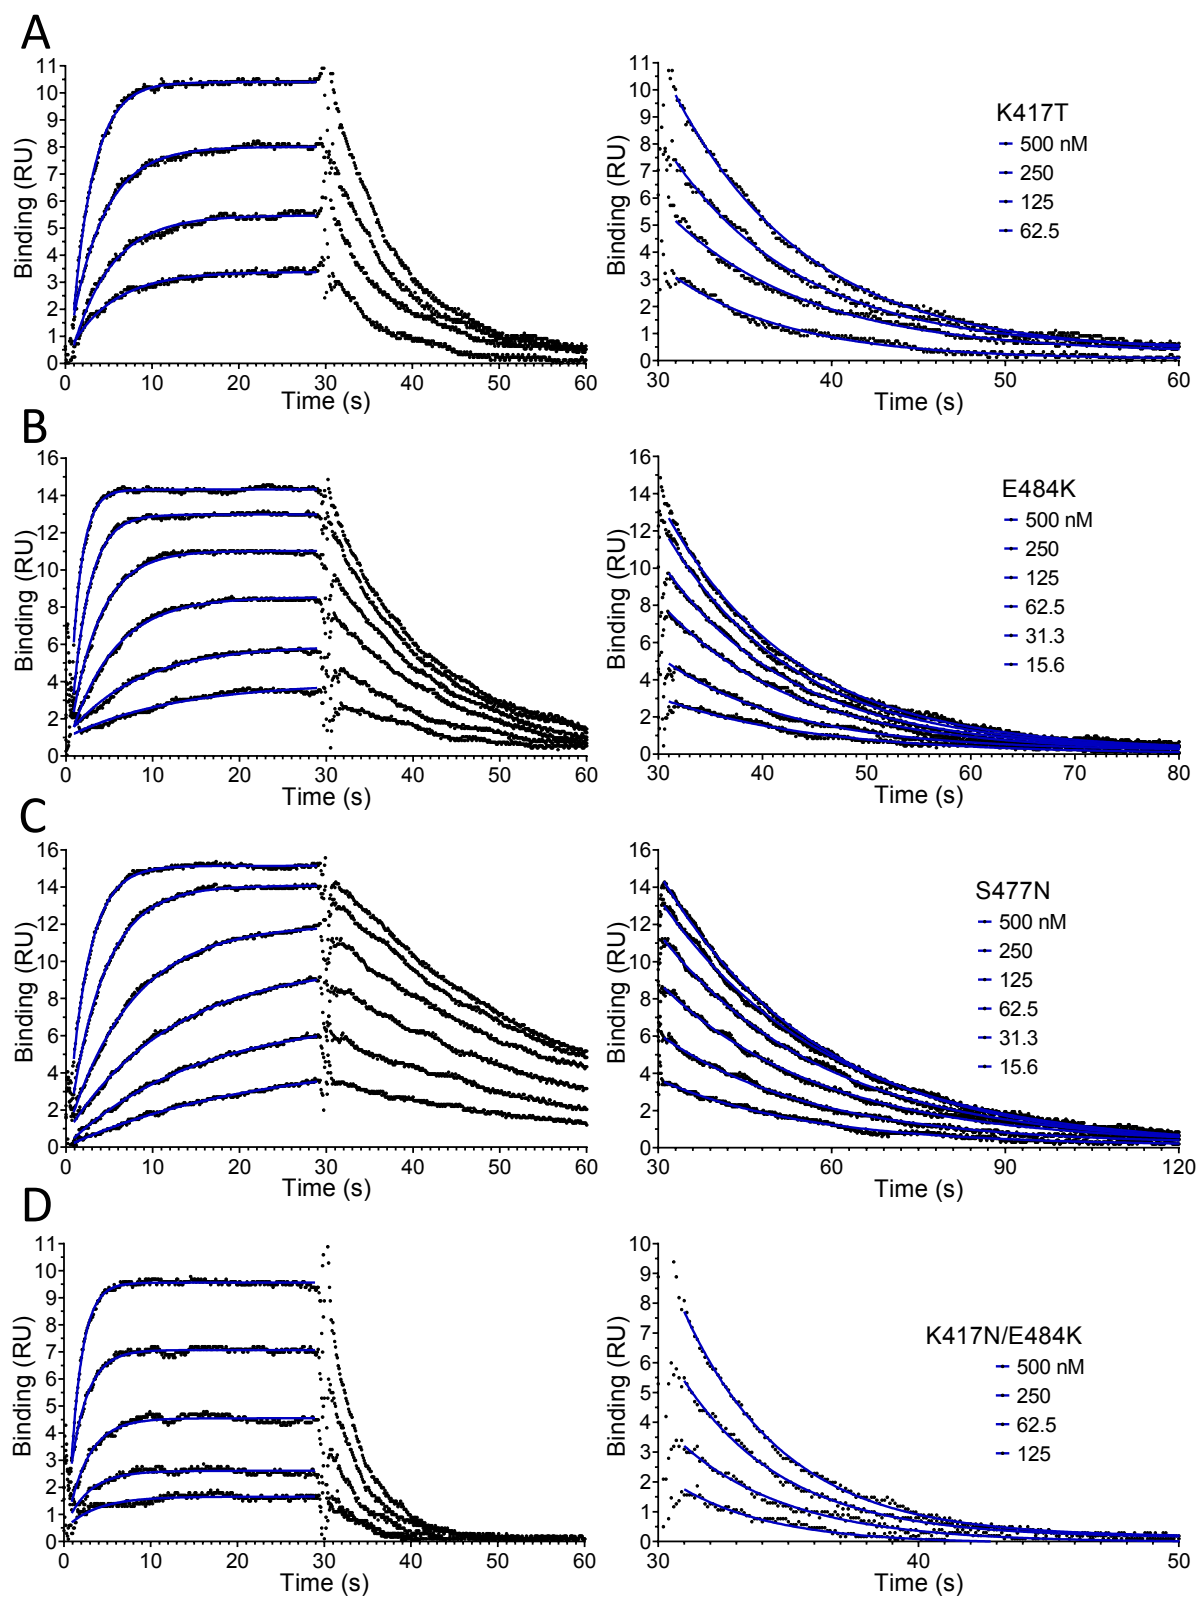 A
11
10
9
8
7
6
5
4
3
2
1
0
Binding (RU)
0 10 20 30 40 50 60
Time (s)
11
10
9
8
7
6
5
4
3
2
1
0
Binding (RU)
30 40 50 60
Time (s)
K417T
500 nM
250
125
62.5
B
16
14
12
10
8
6
4
2
0
Binding (RU)
0 10 20 30 40 50 60
Time (s)
16
14
12
10
8
6
4
2
0
Binding (RU)
30 40 50 60 70 80
Time (s)
E484K
500 nM
250
125
62.5
31.3
15.6
C
16
14
12
10
8
6
4
2
0
Binding (RU)
0 10 20 30 40 50 60
Time (s)
16
14
12
10
8
6
4
2
0
Binding (RU)
30 60 90 120
Time (s)
S477N
500 nM
250
125
62.5
31.3
15.6
D
11
10
9
8
7
6
5
4
3
2
1
0
Binding (RU)
0 10 20 30 40 50 60
Time (s)
10
9
8
7
6
5
4
3
2
1
0
Binding (RU)
30 40 50
Time (s)
K417N/E484K
500 nM
250
62.5
125